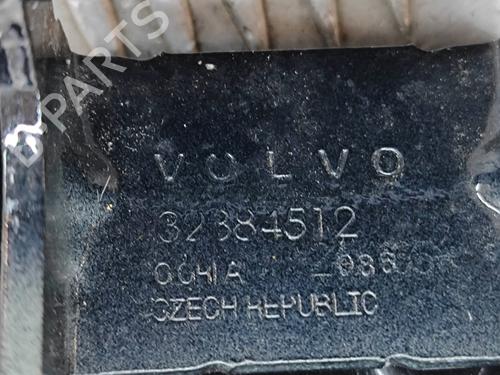 B-PARTS
VOLVO
32384512
CZECH REPUBLIC